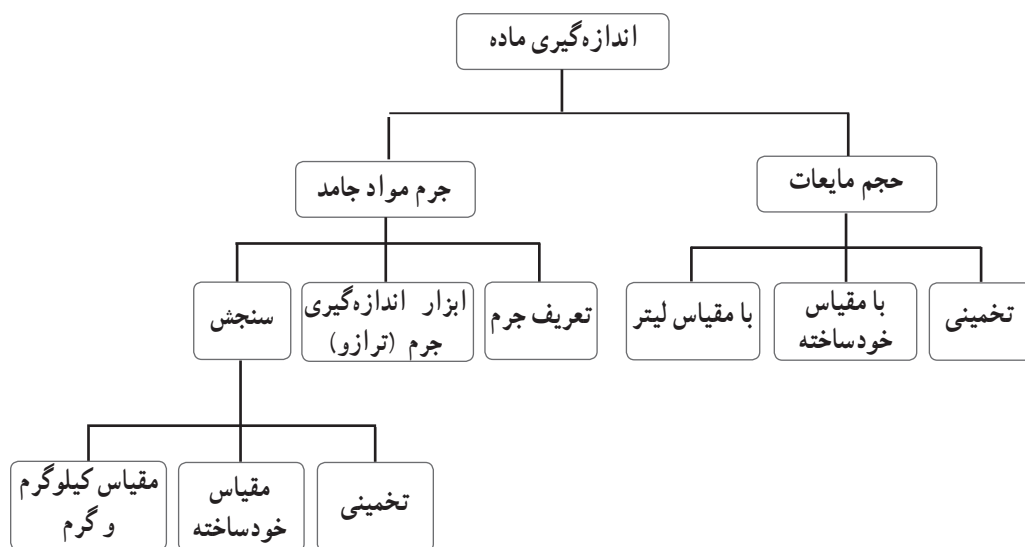 اندازه‌گیری ماده
حجم مایعات
جرم مواد جامد
تخمینی
با مقیاس
خودساخته
با مقیاس لیتر
تعریف جرم
ابزار اندازه‌گیری
جرم (ترازو)
سنجش
تخمینی
مقیاس
خودساخته
مقیاس کیلوگرم
و گرم